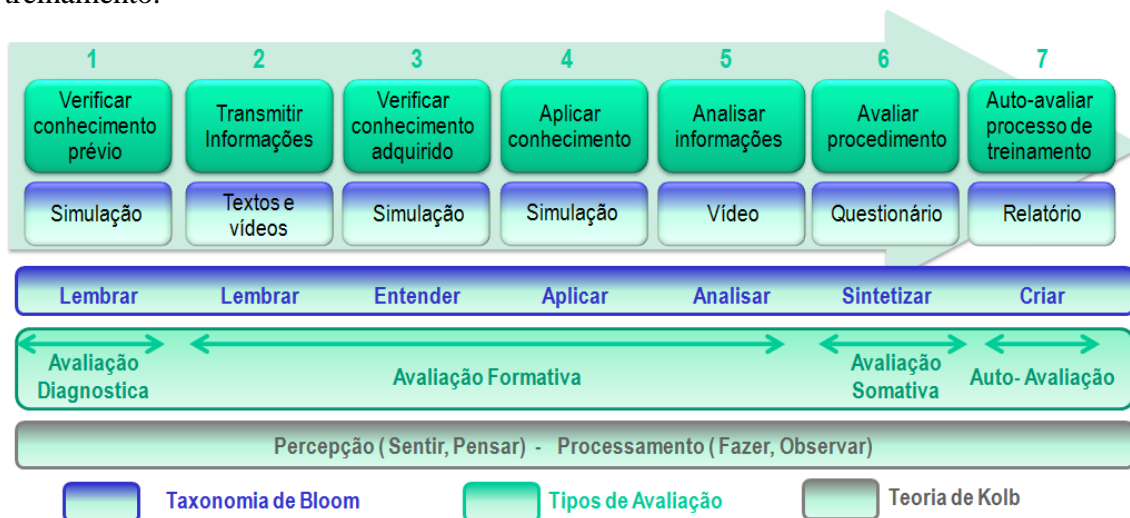 treinamento.
1 2 3 4 5 6 7
Verificar conhecimento prévio
Transmitir Informações
Verificar conhecimento adquirido
Aplicar conhecimento
Analisar informações
Avaliar procedimento
Auto-avaliar processo de treinamento
Simulação
Textos e vídeos
Simulação
Simulação
Vídeo
Questionário
Relatório
Lembrar Lembrar Entender Aplicar Analisar Sintetizar Criar
Avaliação Diagnostica
Avaliação Formativa
Avaliação Somativa
Auto- Avaliação
Percepção ( Sentir, Pensar) - Processamento ( Fazer, Observar)
Taxonomia de Bloom
Tipos de Avaliação
Teoria de Kolb